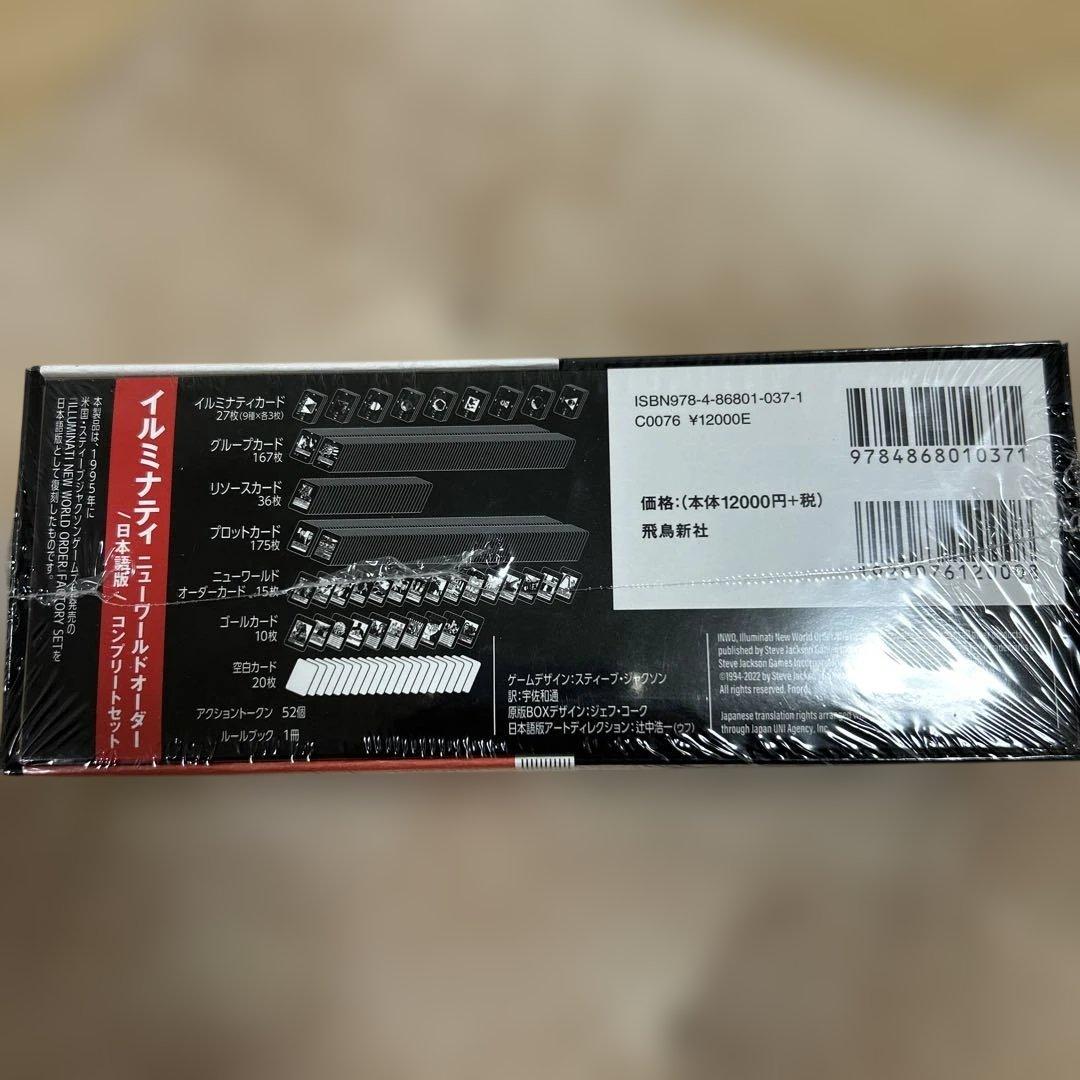 イルミナティ ニューワールドオーダー
/日本語版/ コンプリートセット
本製品は、1995年に
米国・スティーブジャクソンゲームズ発売の
『ILLUMINATI NEW WORLD ORDER』FACTORY SETを
日本語版として復刻したものです。
イルミナティカード
27枚(9種×各3枚)
グループカード
167枚
リソースカード
36枚
プロットカード
175枚
ニューワールド
オーダーカード 15枚
ゴールカード
10枚
空白カード
20枚
アクショントークン 52個
ルールブック 1冊
ゲームデザイン:スティーブ・ジャクソン
訳:宇佐和通
原版BOXデザイン:ジェフ・コーク
日本語版アートディレクション:辻中浩一(ウフ)
ISBN978-4-86801-037-1
C0076 ¥12000E
価格:(本体12000円+税)
飛鳥新社
9784868010371
INWO, Illuminati New World Order
published by Steve Jackson
Steve Jackson Games
©1994-2022 by Steve
All rights reserved. Fnord.
Japanese translation rights arranged
through Japan UNI Agency, Inc.